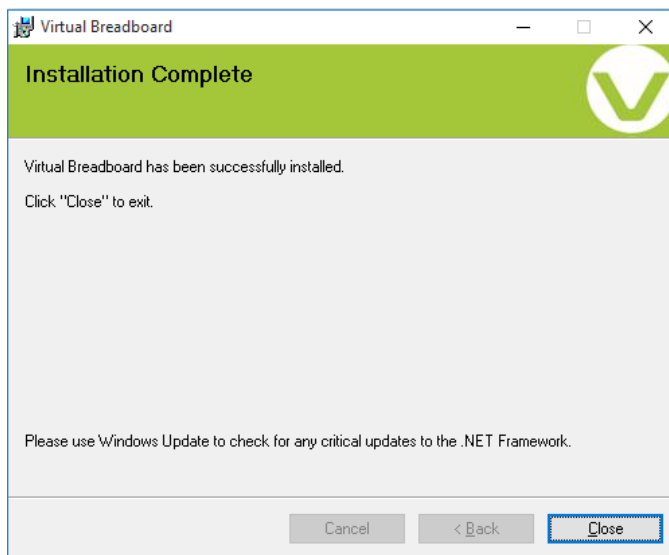 Virtual Breadboard
Installation Complete
Virtual Breadboard has been successfully installed.
Click "Close" to exit.
Please use Windows Update to check for any critical updates to the .NET Framework.
Cancel
< Back
Close